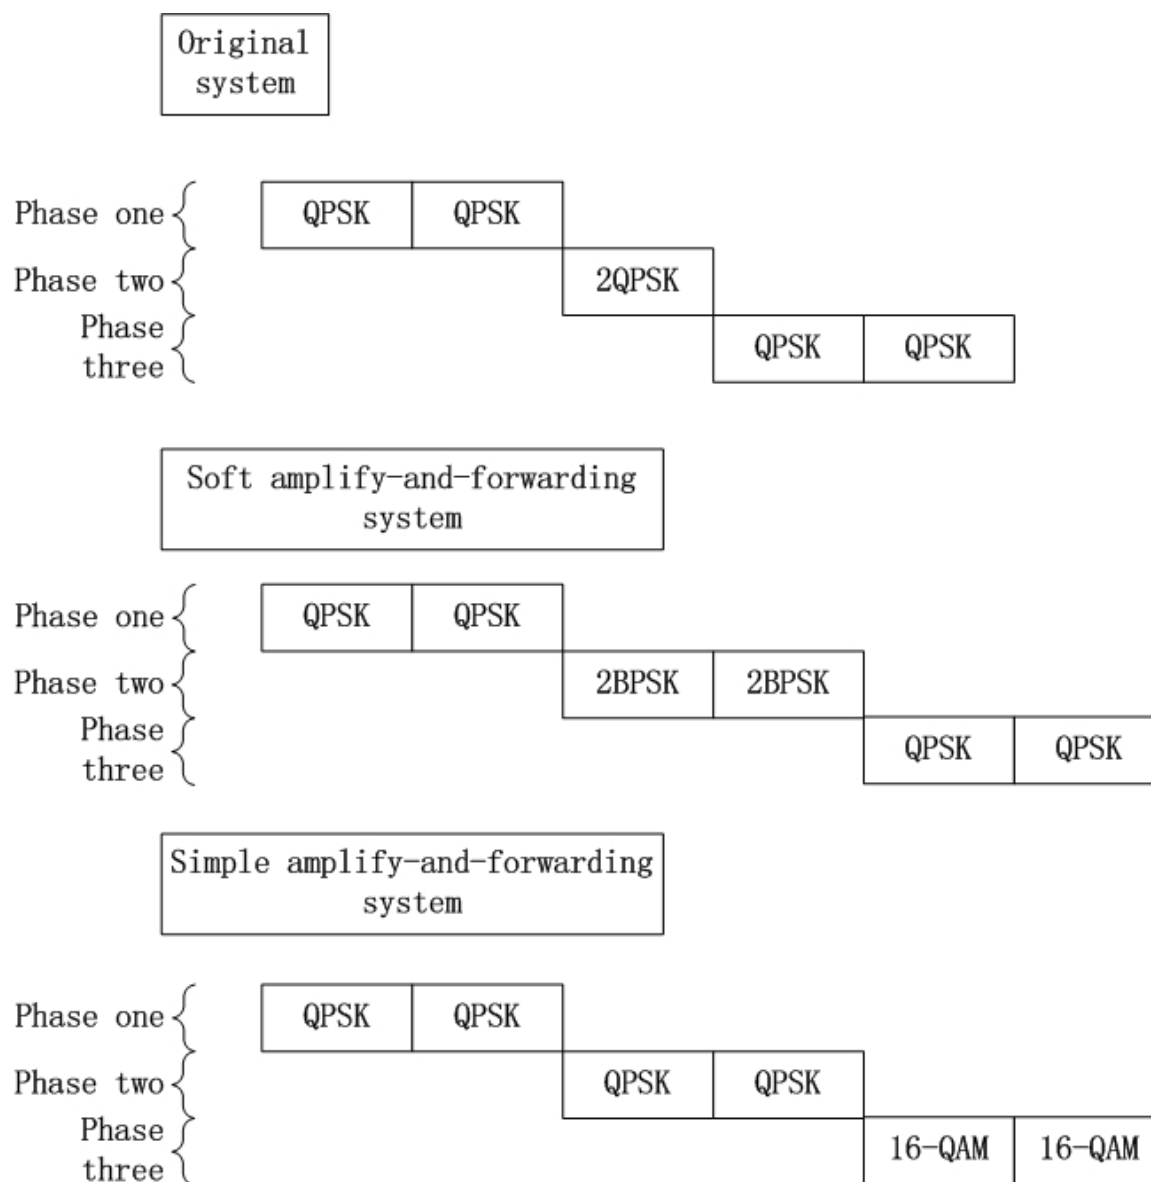 Original
system
Phase one
QPSK QPSK
Phase two
2QPSK
Phase
three
QPSK QPSK
Soft amplify-and-forwarding
system
Phase one
QPSK QPSK
Phase two
2BPSK 2BPSK
Phase
three
QPSK QPSK
Simple amplify-and-forwarding
system
Phase one
QPSK QPSK
Phase two
QPSK QPSK
Phase
three
16-QAM 16-QAM